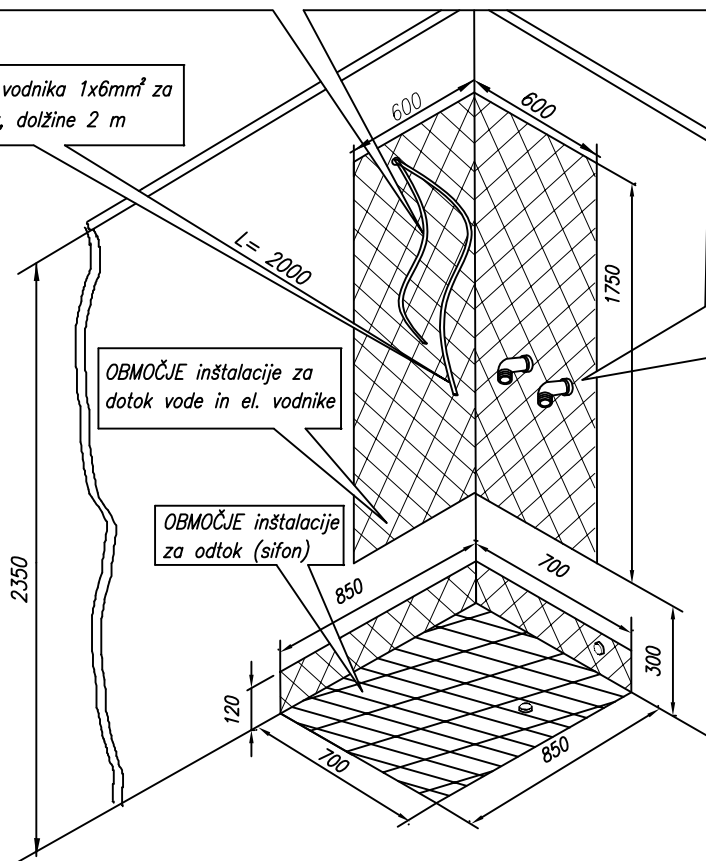 vodnika 1x6mm² za
dolžine 2 m
600
600
L= 2000
1750
OBMOČJE inštalacije za
dotok vode in el. vodnike
OBMOČJE inštalacije
za odtok (sifon)
2350
850
700
300
120
700
850